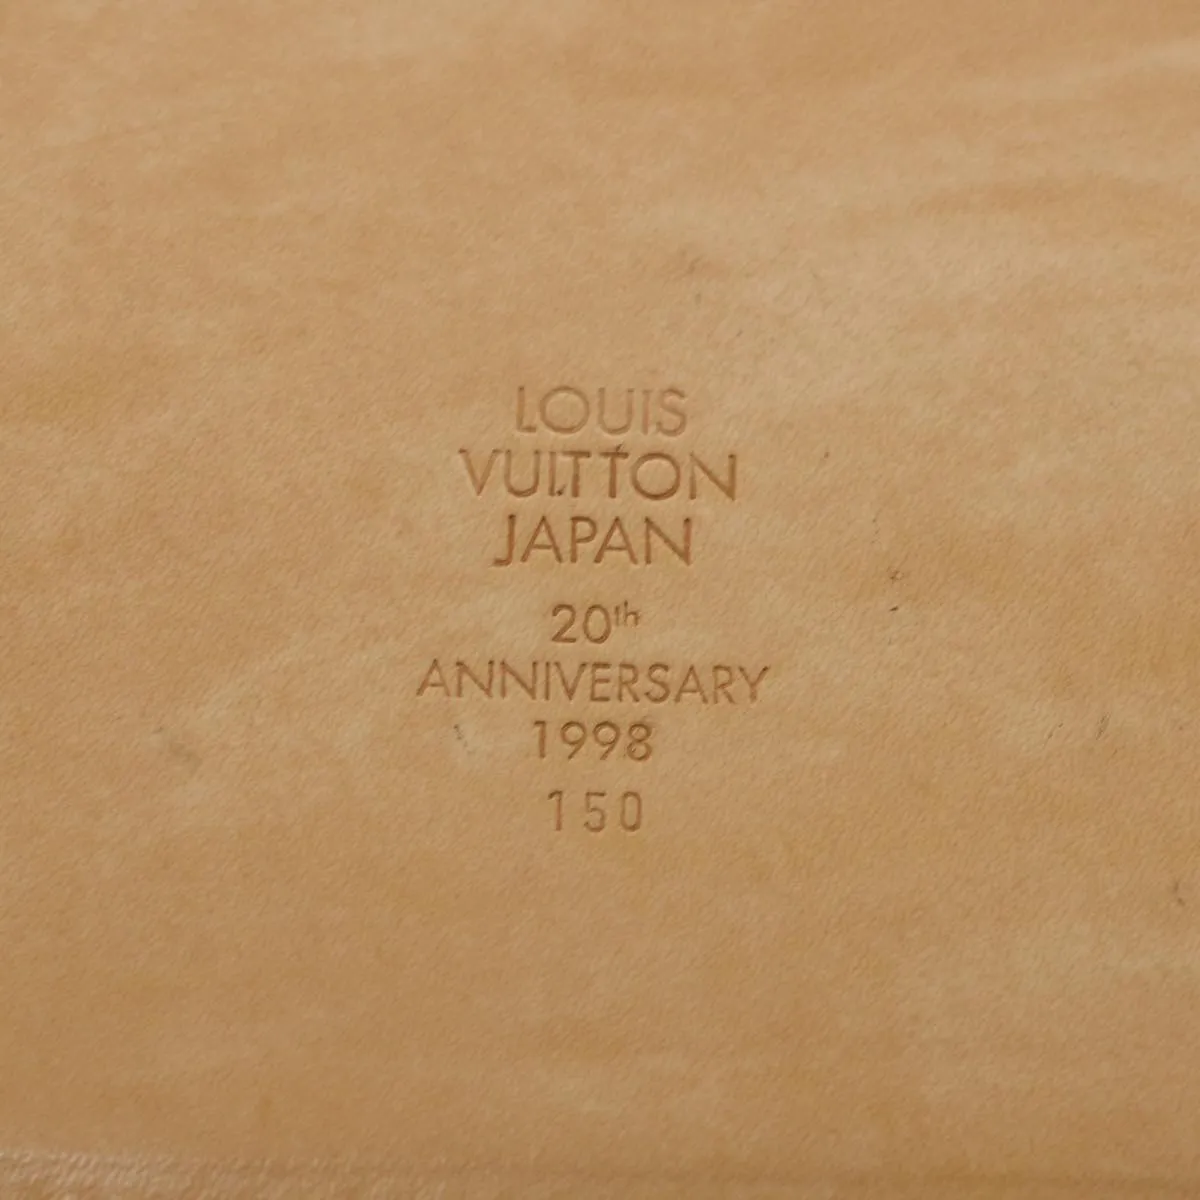 LOUIS
VUITTON
JAPAN
20th
ANNIVERSARY
1998
150